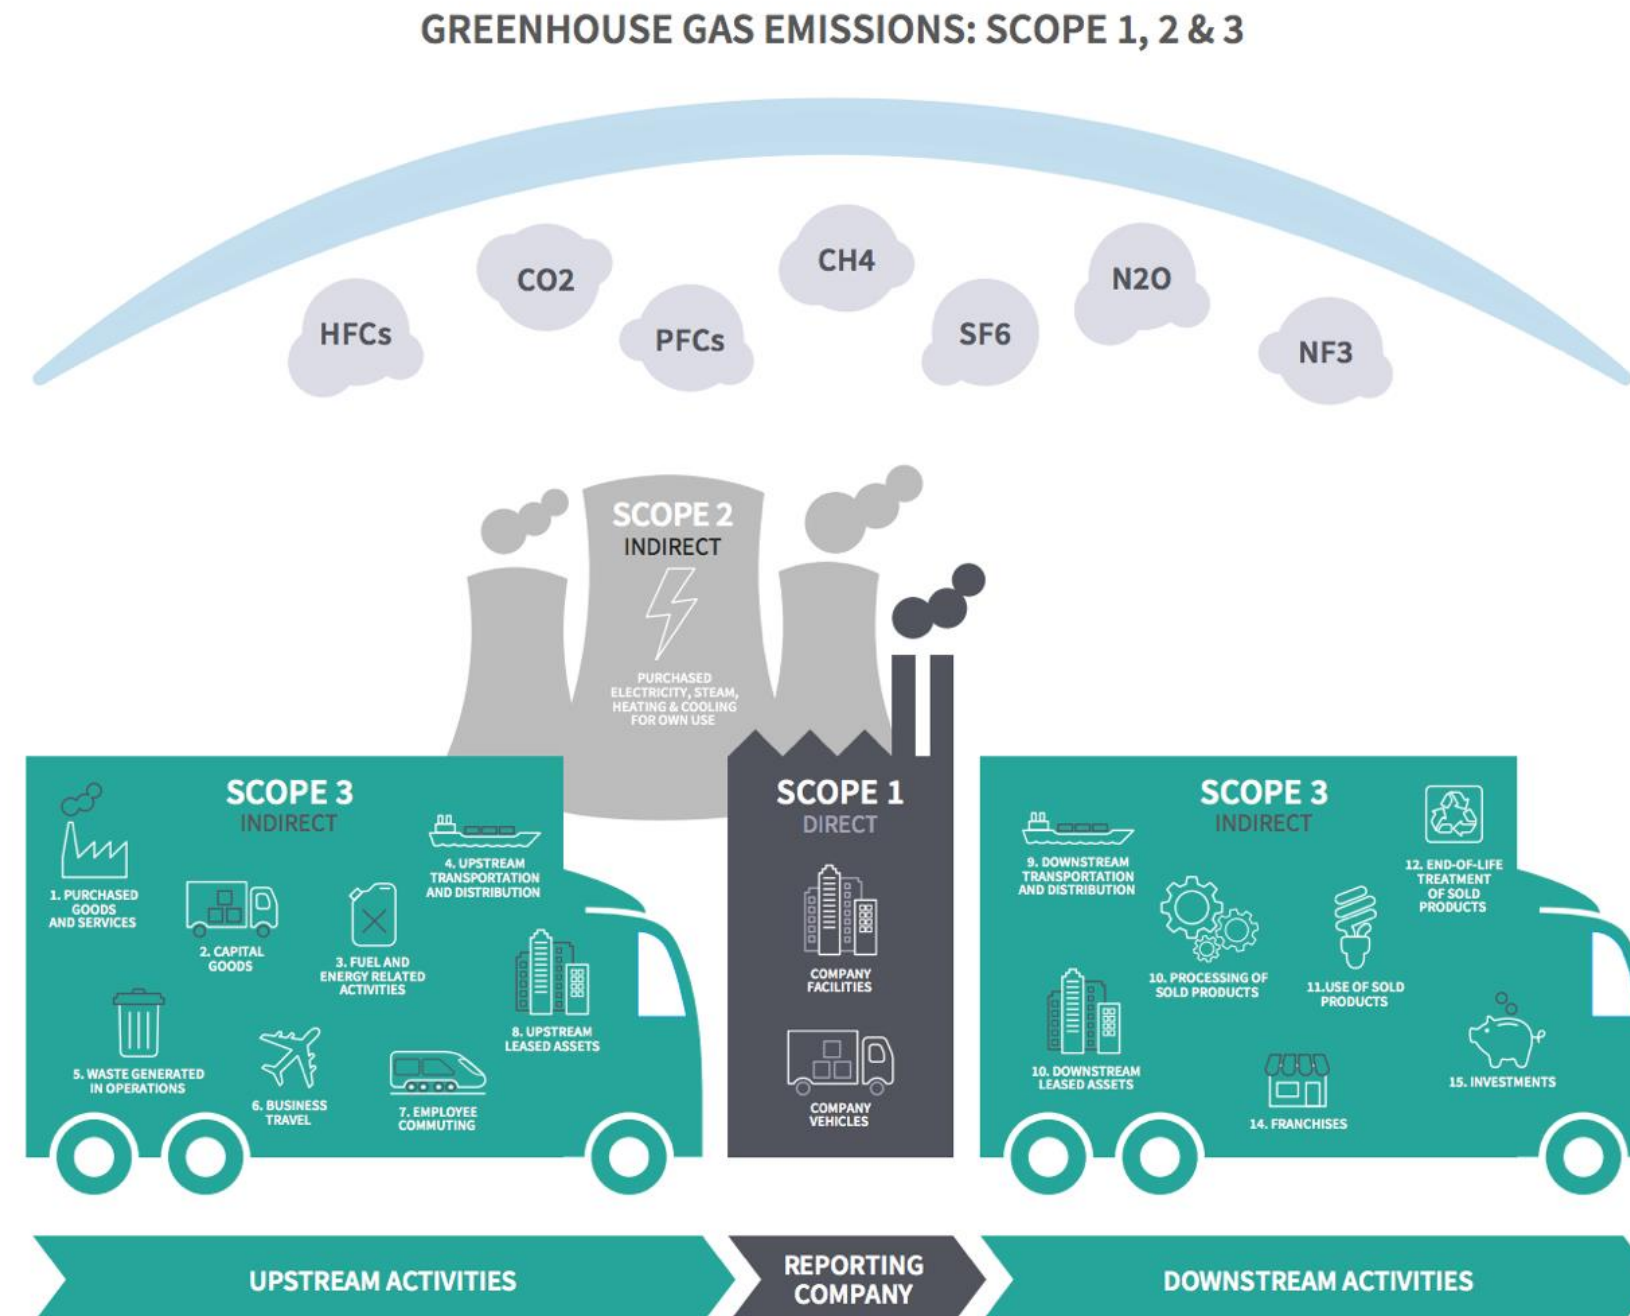 GREENHOUSE GAS EMISSIONS: SCOPE 1, 2 & 3
HFCs
CO2
PFCs
CH4
SF6
N2O
NF3
SCOPE 2
INDIRECT
PURCHASED
ELECTRICITY, STEAM,
HEATING & COOLING
FOR OWN USE
SCOPE 3
INDIRECT
1. PURCHASED
GOODS
AND SERVICES
2. CAPITAL
GOODS
3. FUEL AND
ENERGY RELATED
ACTIVITIES
4. UPSTREAM
TRANSPORTATION
AND DISTRIBUTION
5. WASTE GENERATED
IN OPERATIONS
6. BUSINESS
TRAVEL
7. EMPLOYEE
COMMUTING
8. UPSTREAM
LEASED ASSETS
SCOPE 1
DIRECT
COMPANY
FACILITIES
COMPANY
VEHICLES
SCOPE 3
INDIRECT
9. DOWNSTREAM
TRANSPORTATION
AND DISTRIBUTION
10. PROCESSING OF
SOLD PRODUCTS
11.USE OF SOLD
PRODUCTS
12. END-OF-LIFE
TREATMENT
OF SOLD
PRODUCTS
10. DOWNSTREAM
LEASED ASSETS
14. FRANCHISES
15. INVESTMENTS
UPSTREAM ACTIVITIES
REPORTING
COMPANY
DOWNSTREAM ACTIVITIES